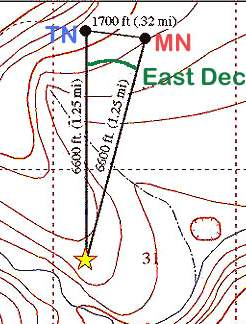 1700 ft (.32 mi)
TN
MN
East Dec
6600 ft. (1.25 mi)
6600 ft. (1.25 mi)
31